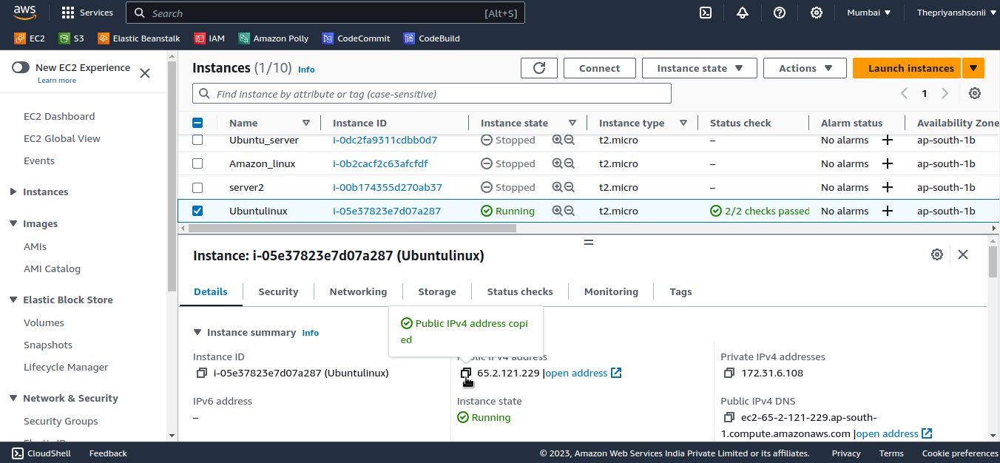 aws
Services
Search [Alt+S]
Mumbai
Thepriyanshsonii
EC2
S3
Elastic Beanstalk
IAM
Amazon Polly
CodeCommit
CodeBuild
New EC2 Experience
Learn more
EC2 Dashboard
EC2 Global View
Events
Instances
Images
AMIs
AMI Catalog
Elastic Block Store
Volumes
Snapshots
Lifecycle Manager
Network & Security
Security Groups
Instances (1/10) Info
Connect
Instance state
Actions
Launch instances
Find instance by attribute or tag (case-sensitive)
1
Name Instance ID Instance state Instance type Status check Alarm status Availability Zone
Ubuntu_server i-0dc2fa9311cdbb0d7 Stopped t2.micro – No alarms + ap-south-1b
Amazon_linux i-0b2cacf2c63afcfdf Stopped t2.micro – No alarms + ap-south-1b
server2 i-00b174355d270ab37 Stopped t2.micro – No alarms + ap-south-1b
Ubuntulinux i-05e37823e7d07a287 Running t2.micro 2/2 checks passed No alarms + ap-south-1b
Instance: i-05e37823e7d07a287 (Ubuntulinux)
Details Security Networking Storage Status checks Monitoring Tags
Public IPv4 address copi
ed
Instance summary Info
Instance ID
i-05e37823e7d07a287 (Ubuntulinux)
IPv6 address
–
Public IPv4 address
65.2.121.229 |open address
Instance state
Running
Private IPv4 addresses
172.31.6.108
Public IPv4 DNS
ec2-65-2-121-229.ap-south-
1.compute.amazonaws.com |open address
CloudShell
Feedback
© 2023, Amazon Web Services India Private Limited or its affiliates.
Privacy
Terms
Cookie preferences